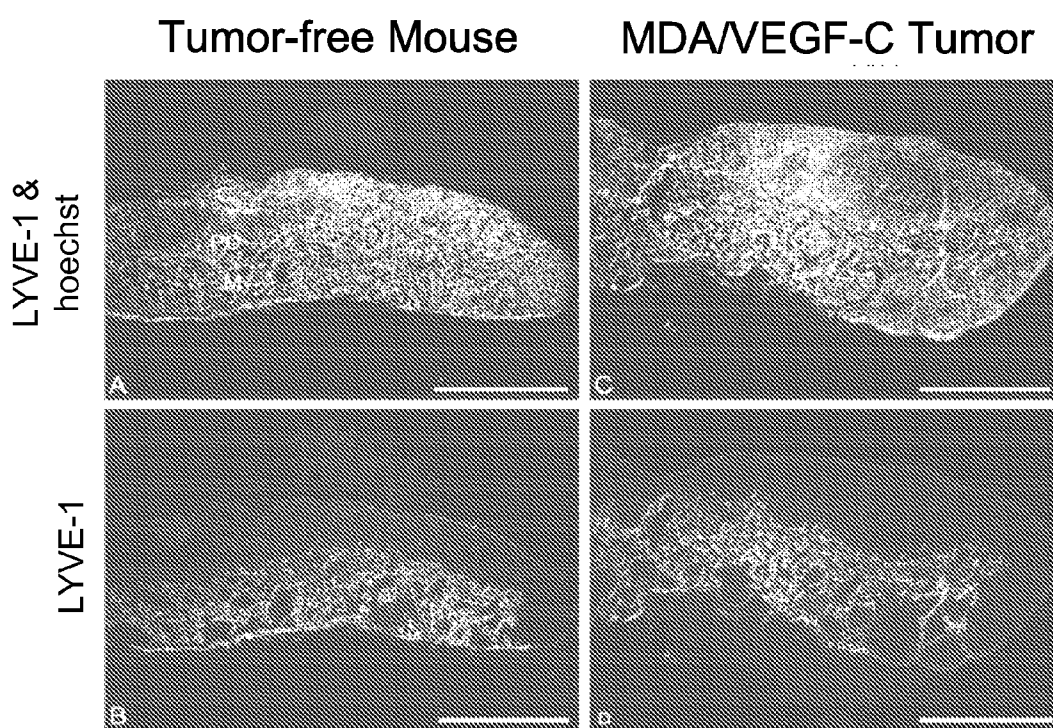 Tumor-free Mouse
MDA/VEGF-C Tumor
LYVE-1 &
hoechst
A
C
LYVE-1
B